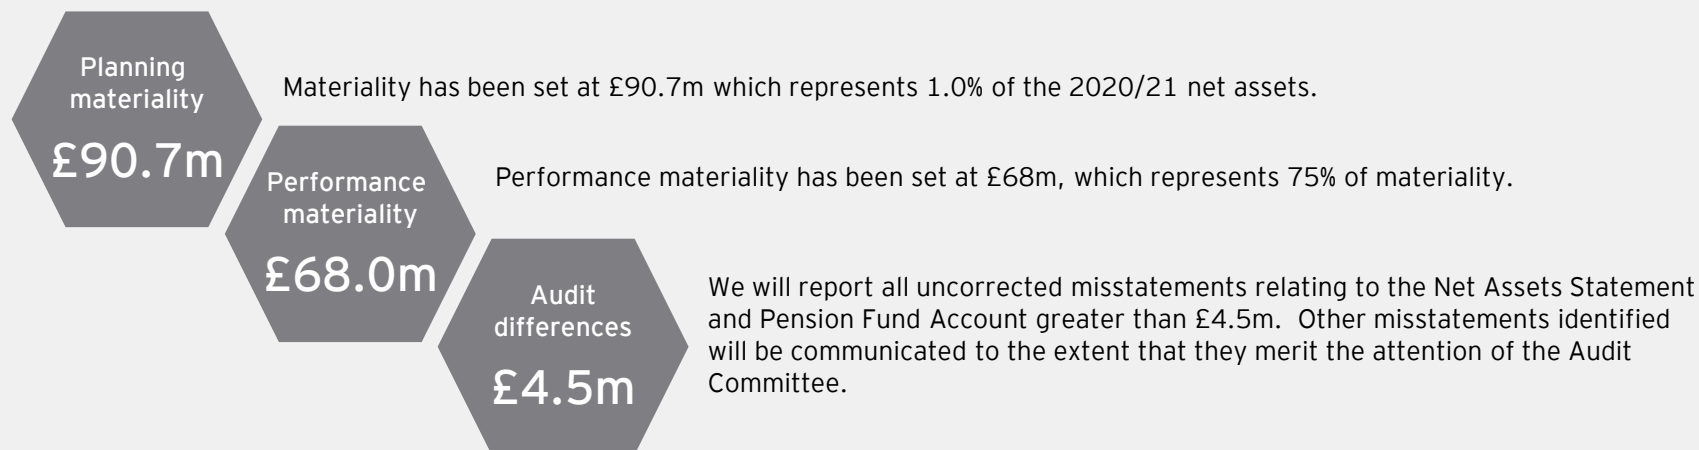 Planning
materiality
£90.7m
Materiality has been set at £90.7m which represents 1.0% of the 2020/21 net assets.
Performance
materiality
£68.0m
Performance materiality has been set at £68m, which represents 75% of materiality.
Audit
differences
£4.5m
We will report all uncorrected misstatements relating to the Net Assets Statement
and Pension Fund Account greater than £4.5m.  Other misstatements identified
will be communicated to the extent that they merit the attention of the Audit
Committee.